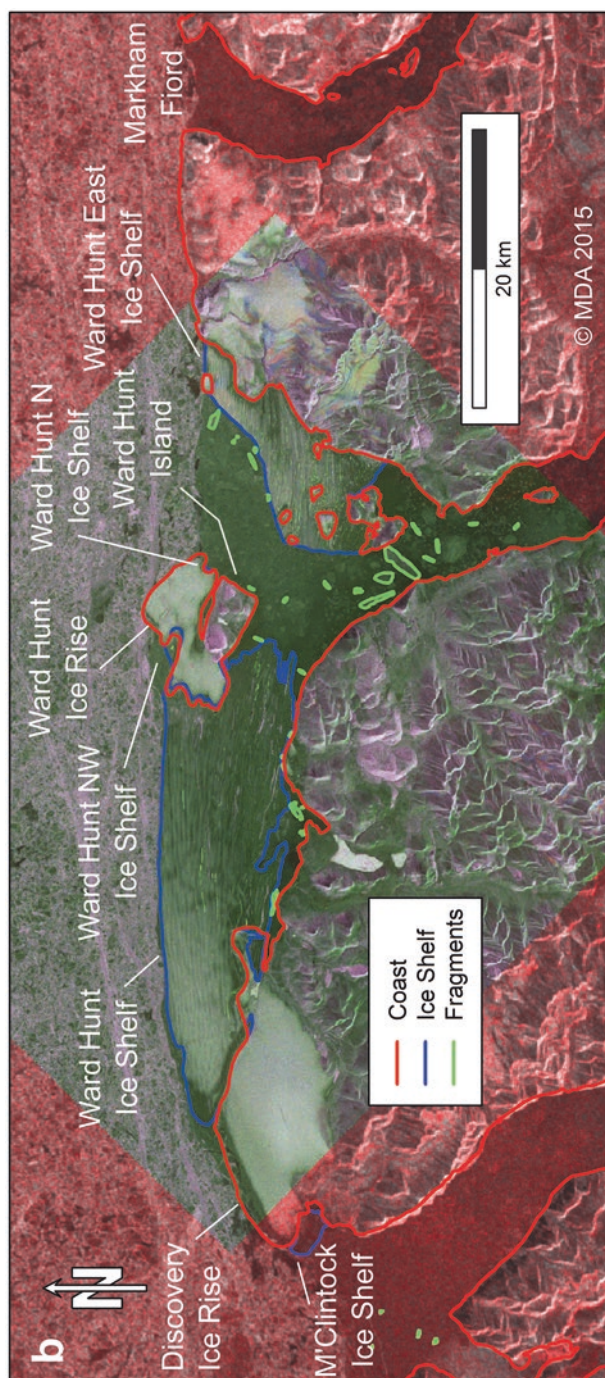 b
N
Discovery
Ice Rise
M'Clintock
Ice Shelf
Ward Hunt
Ice Shelf
Ward Hunt NW
Ice Shelf
Ward Hunt
Ice Rise
Ward Hunt N
Ice Shelf
Ward Hunt
Island
Ward Hunt East
Ice Shelf
Markham
Fiord
Coast
Ice Shelf
Fragments
20 km
© MDA 2015